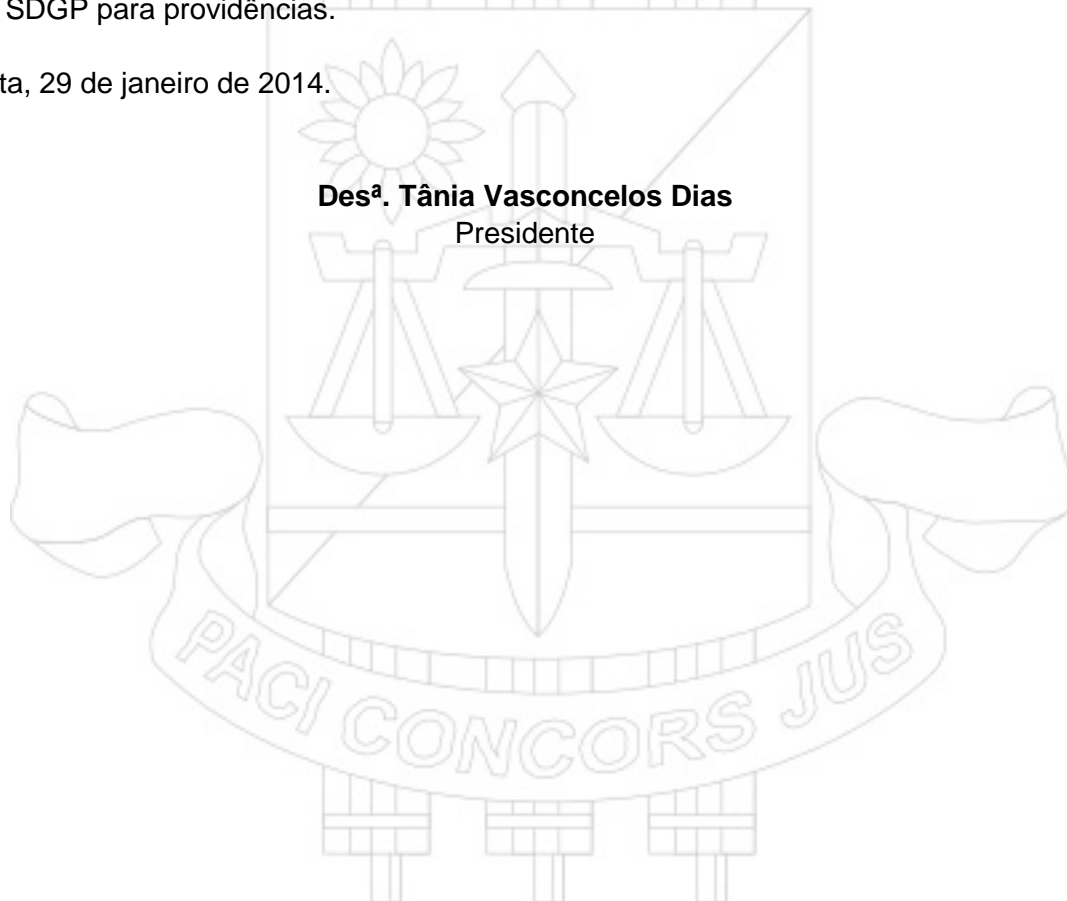 SDGP para providências.
ta, 29 de janeiro de 2014.
Desª. Tânia Vasconcelos Dias
Presidente
PACI CONCORS JUS